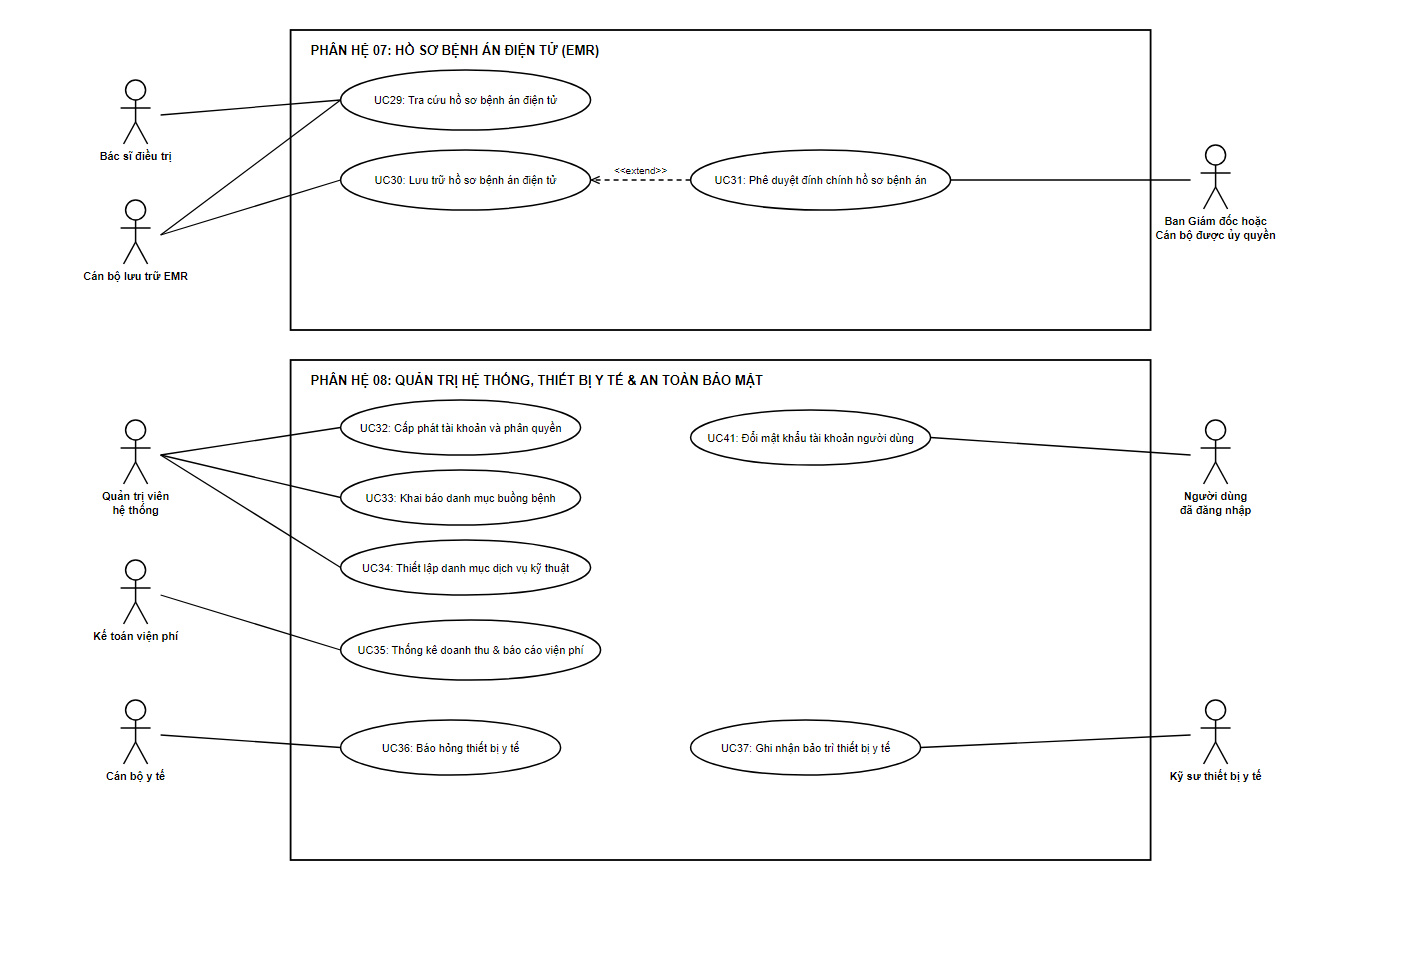 PHÂN HỆ 07: HỒ SƠ BỆNH ÁN ĐIỆN TỬ (EMR)
UC29: Tra cứu hồ sơ bệnh án điện tử
Bác sĩ điều trị
UC30: Lưu trữ hồ sơ bệnh án điện tử
<<extend>>
UC31: Phê duyệt đính chính hồ sơ bệnh án
Ban Giám đốc hoặc
Cán bộ được ủy quyền
Cán bộ lưu trữ EMR
PHÂN HỆ 08: QUẢN TRỊ HỆ THỐNG, THIẾT BỊ Y TẾ & AN TOÀN BẢO MẬT
UC32: Cấp phát tài khoản và phân quyền
UC41: Đổi mật khẩu tài khoản người dùng
Quản trị viên
hệ thống
UC33: Khai báo danh mục buồng bệnh
Người dùng
đã đăng nhập
UC34: Thiết lập danh mục dịch vụ kỹ thuật
Kế toán viện phí
UC35: Thống kê doanh thu & báo cáo viện phí
UC36: Báo hỏng thiết bị y tế
UC37: Ghi nhận bảo trì thiết bị y tế
Cán bộ y tế
Kỹ sư thiết bị y tế